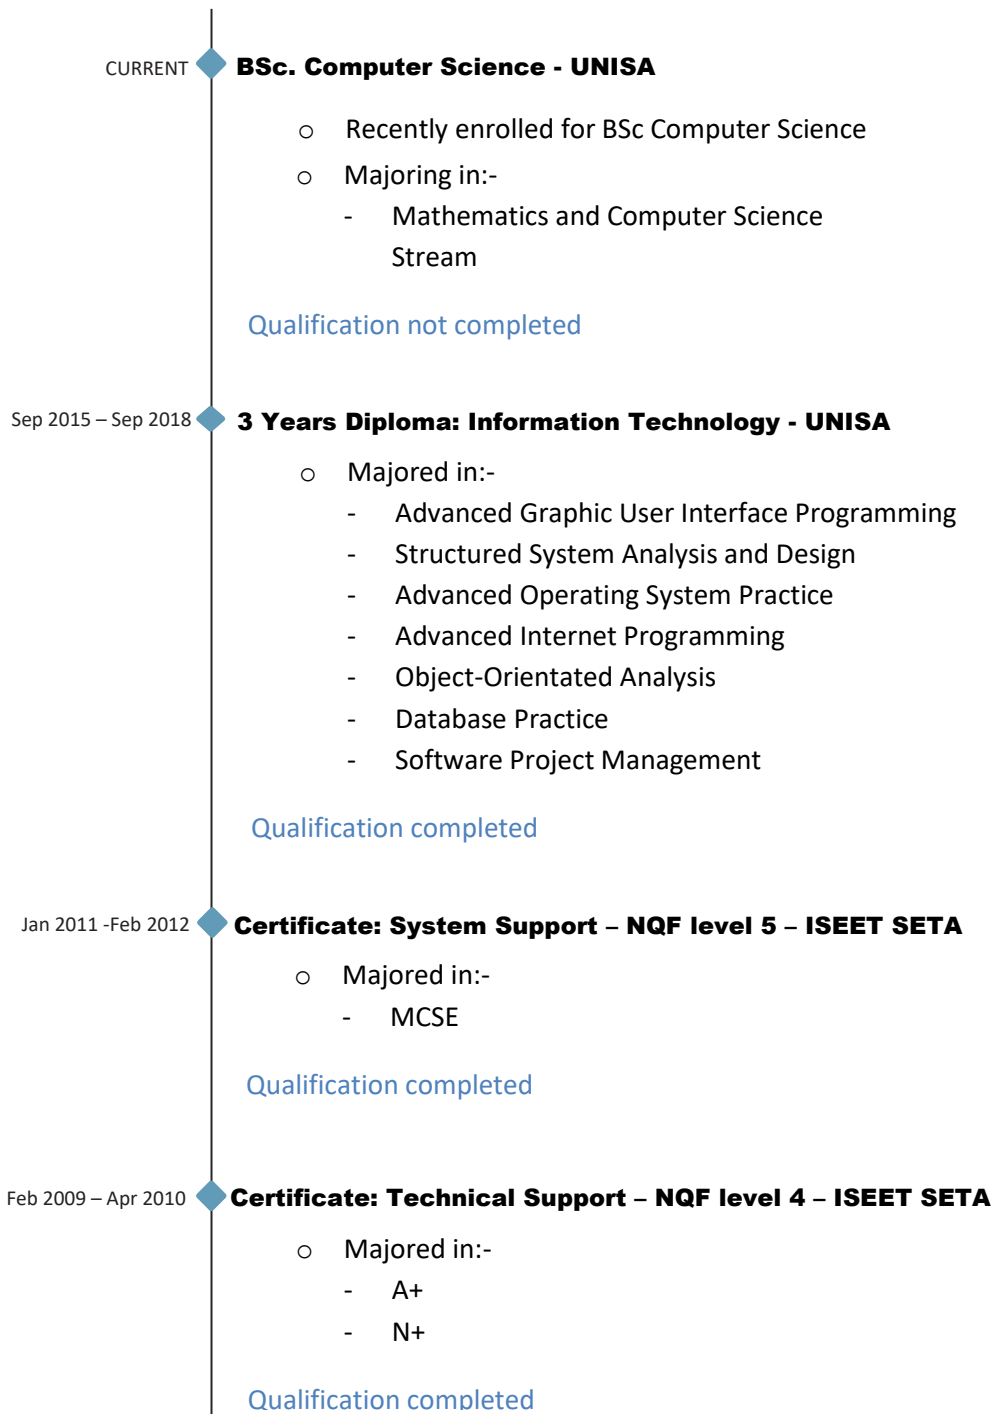 CURRENT
BSc. Computer Science - UNISA
o Recently enrolled for BSc Computer Science
o Majoring in:-
- Mathematics and Computer Science
Stream
Qualification not completed
Sep 2015 – Sep 2018
3 Years Diploma: Information Technology - UNISA
o Majored in:-
- Advanced Graphic User Interface Programming
- Structured System Analysis and Design
- Advanced Operating System Practice
- Advanced Internet Programming
- Object-Orientated Analysis
- Database Practice
- Software Project Management
Qualification completed
Jan 2011 -Feb 2012
Certificate: System Support – NQF level 5 – ISEET SETA
o Majored in:-
- MCSE
Qualification completed
Feb 2009 – Apr 2010
Certificate: Technical Support – NQF level 4 – ISEET SETA
o Majored in:-
- A+
- N+
Qualification completed